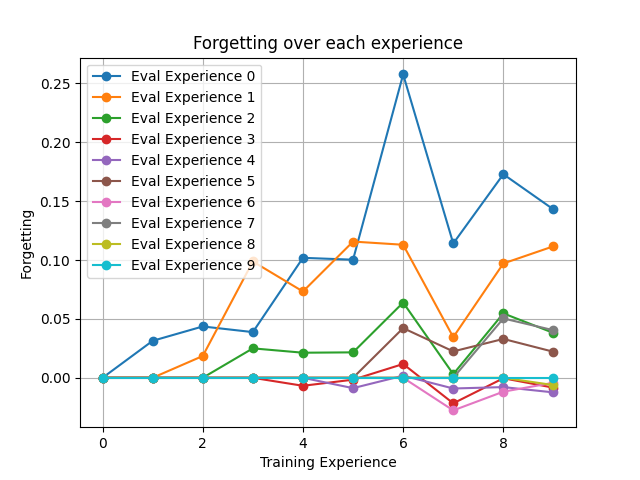 Forgetting over each experience
Eval Experience 0
Eval Experience 1
Eval Experience 2
Eval Experience 3
Eval Experience 4
Eval Experience 5
Eval Experience 6
Eval Experience 7
Eval Experience 8
Eval Experience 9
Forgetting
0.25
0.20
0.15
0.10
0.05
0.00
0 2 4 6 8
Training Experience